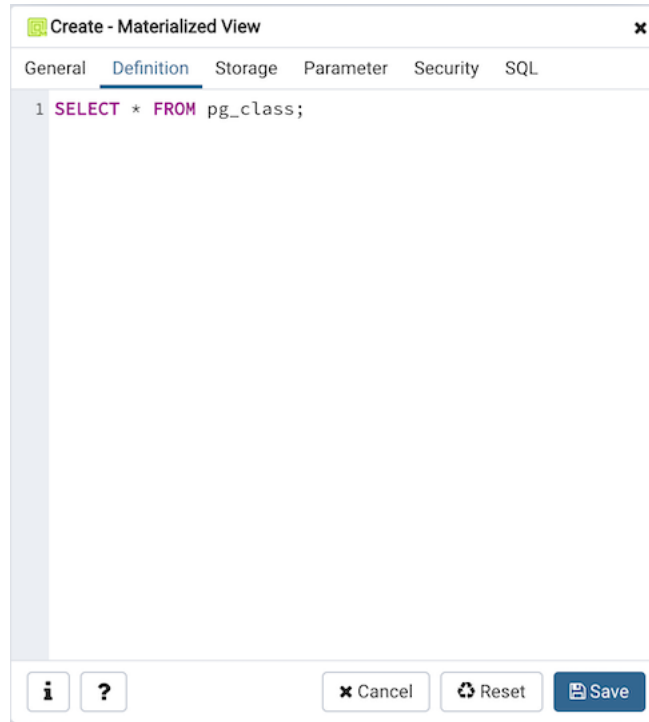 Create - Materialized View
General Definition Storage Parameter Security SQL
1 SELECT * FROM pg_class;
i ? Cancel Reset Save